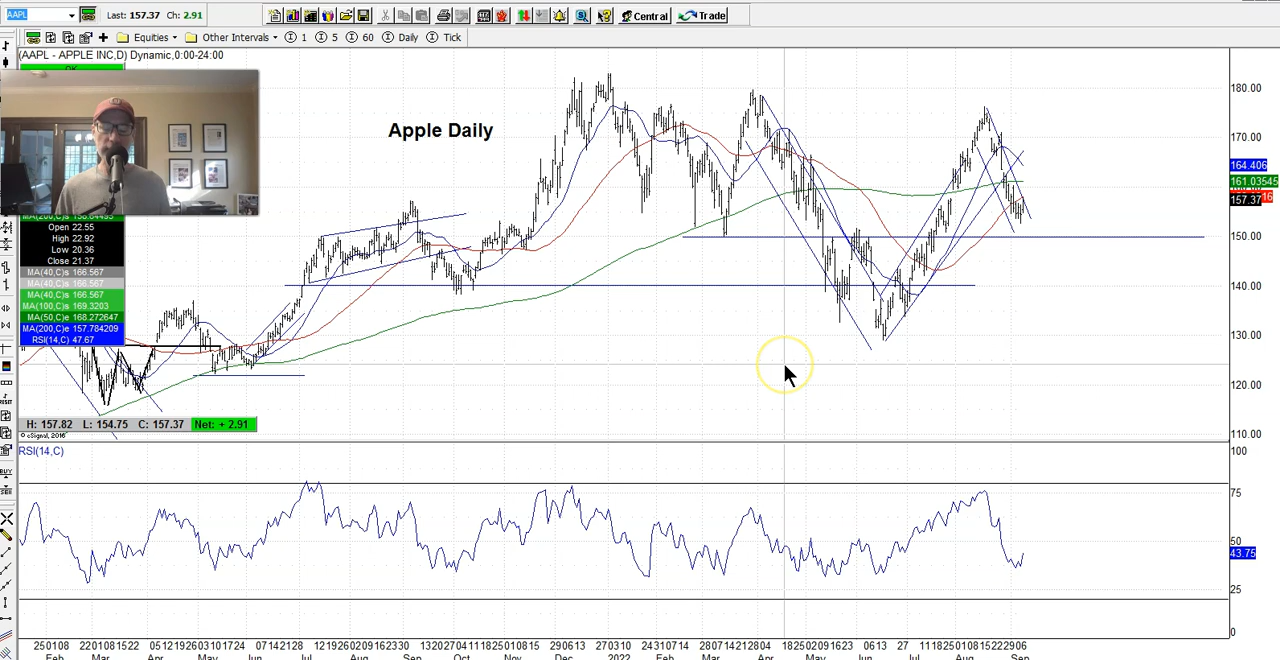 AAPL Last: 157.37 Ch: 2.91 Central Trade
Equities Other Intervals 1 5 60 Daily Tick
(AAPL - APPLE INC,D) Dynamic,0:00-24:00
Apple Daily
180.00
170.00
164.406
161.03545
157.37 16
150.00
140.00
130.00
120.00
110.00
Open 22.55
High 22.92
Low 20.36
Close 21.37
MA(40,C)s 166.567
MA(40,C)s 166.567
MA(40,C)s 166.567
MA(100,C)s 169.3203
MA(50,C)e 168.272647
MA(200,C)e 157.784209
RSI(14,C) 47.67
H: 157.82 L: 154.75 C: 157.37 Net: + 2.91
© eSignal, 2016
RSI(14,C)
100
75
50
43.75
25
0
BUY
SELL
Feb Mar Apr May Jun Jul Aug Sep Oct Nov Dec 2022 Feb Mar Apr May Jun Jul Aug Sep